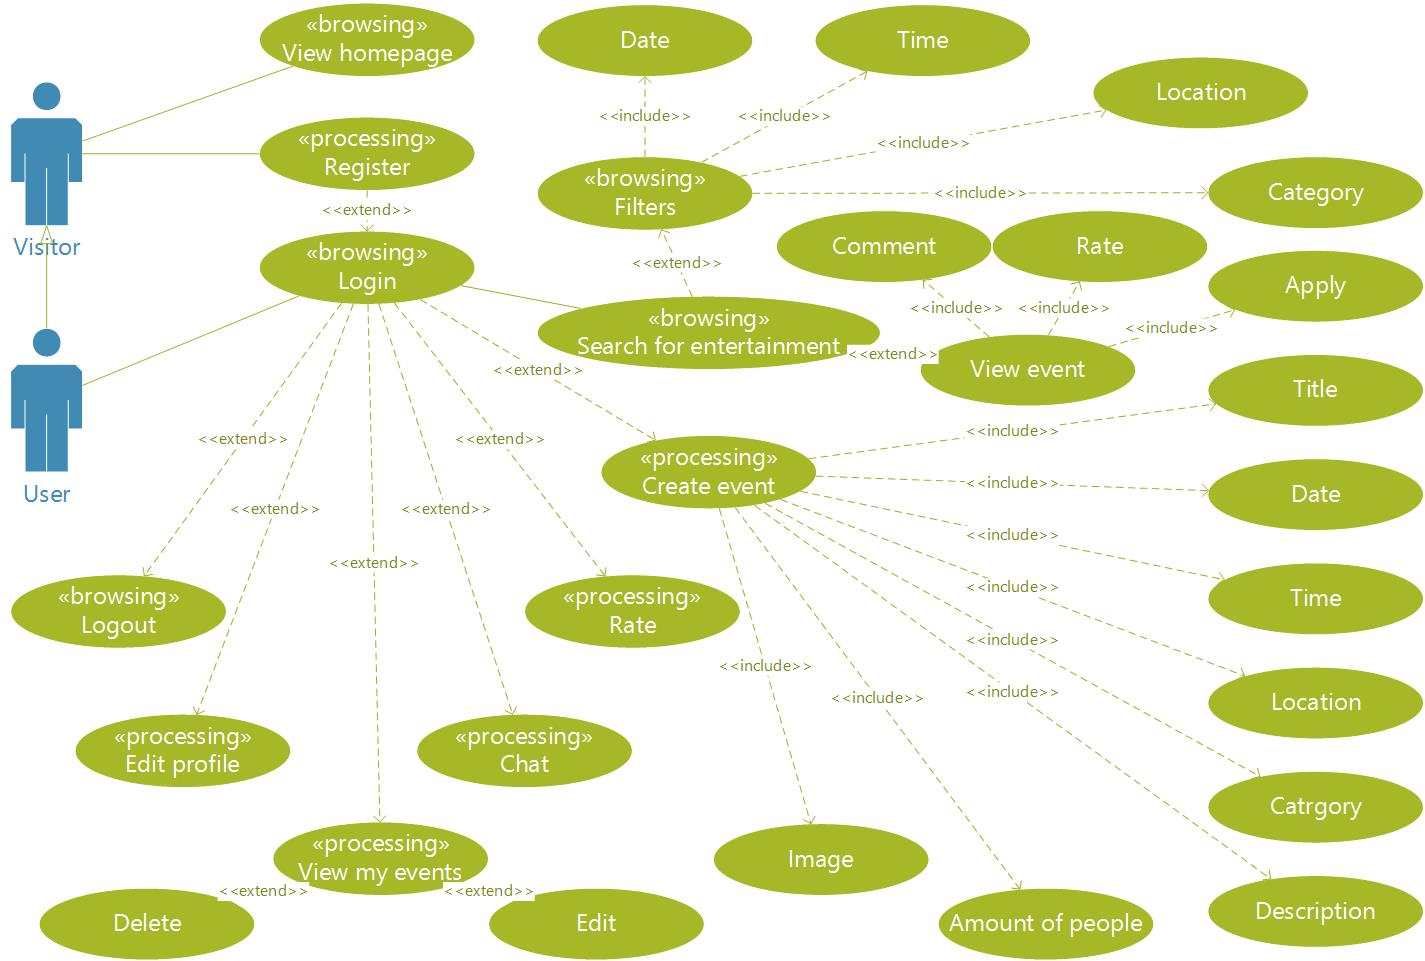 «browsing»
View homepage
Date
Time
Location
<<include>>
<<include>>
<<include>>
«processing»
Register
«browsing»
Filters
<<include>>
Category
<<extend>>
Visitor
«browsing»
Login
<<extend>>
Comment
Rate
Apply
<<include>>
<<include>>
<<include>>
«browsing»
Search for entertainment
<<extend>>
View event
<<extend>>
Title
<<include>>
<<extend>>
<<extend>>
«processing»
Create event
<<include>>
Date
User
<<extend>>
<<extend>>
<<include>>
<<extend>>
<<include>>
Time
«browsing»
Logout
«processing»
Rate
<<include>>
<<include>>
<<include>>
<<include>>
Location
«processing»
Edit profile
«processing»
Chat
Catrgory
«processing»
View my events
Image
<<extend>>
<<extend>>
Delete
Edit
Amount of people
Description